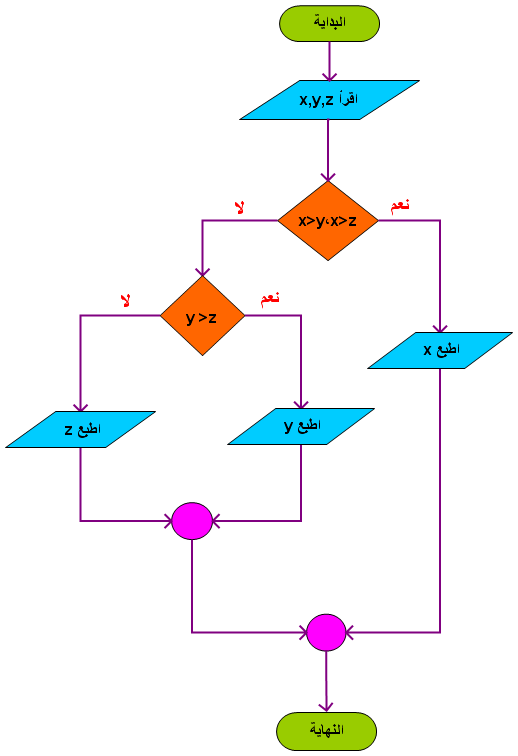 البداية
اقرأ x,y,z
x>y،x>z
نعم
لا
y >z
نعم
لا
اطبع x
اطبع y
اطبع z
النهاية